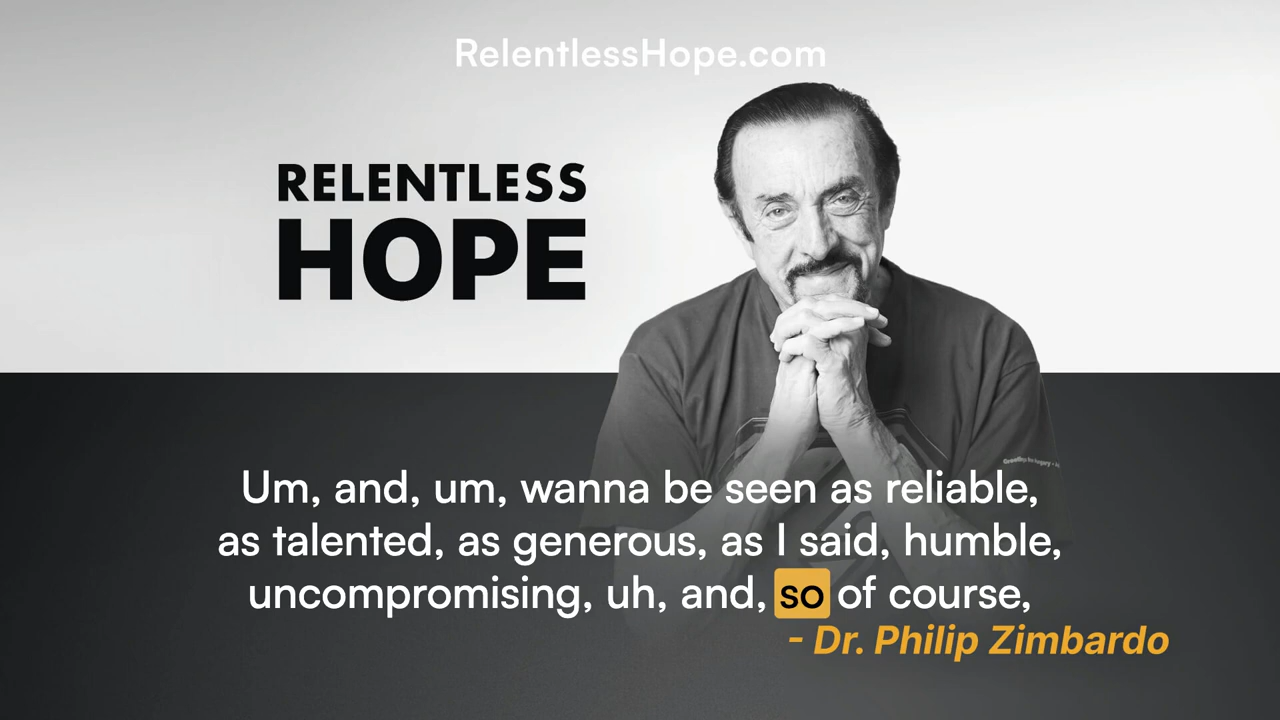 RelentlessHope.com
RELENTLESS
HOPE
Um, and, um, wanna be seen as reliable,
as talented, as generous, as I said, humble,
uncompromising, uh, and, so of course,
- Dr. Philip Zimbardo